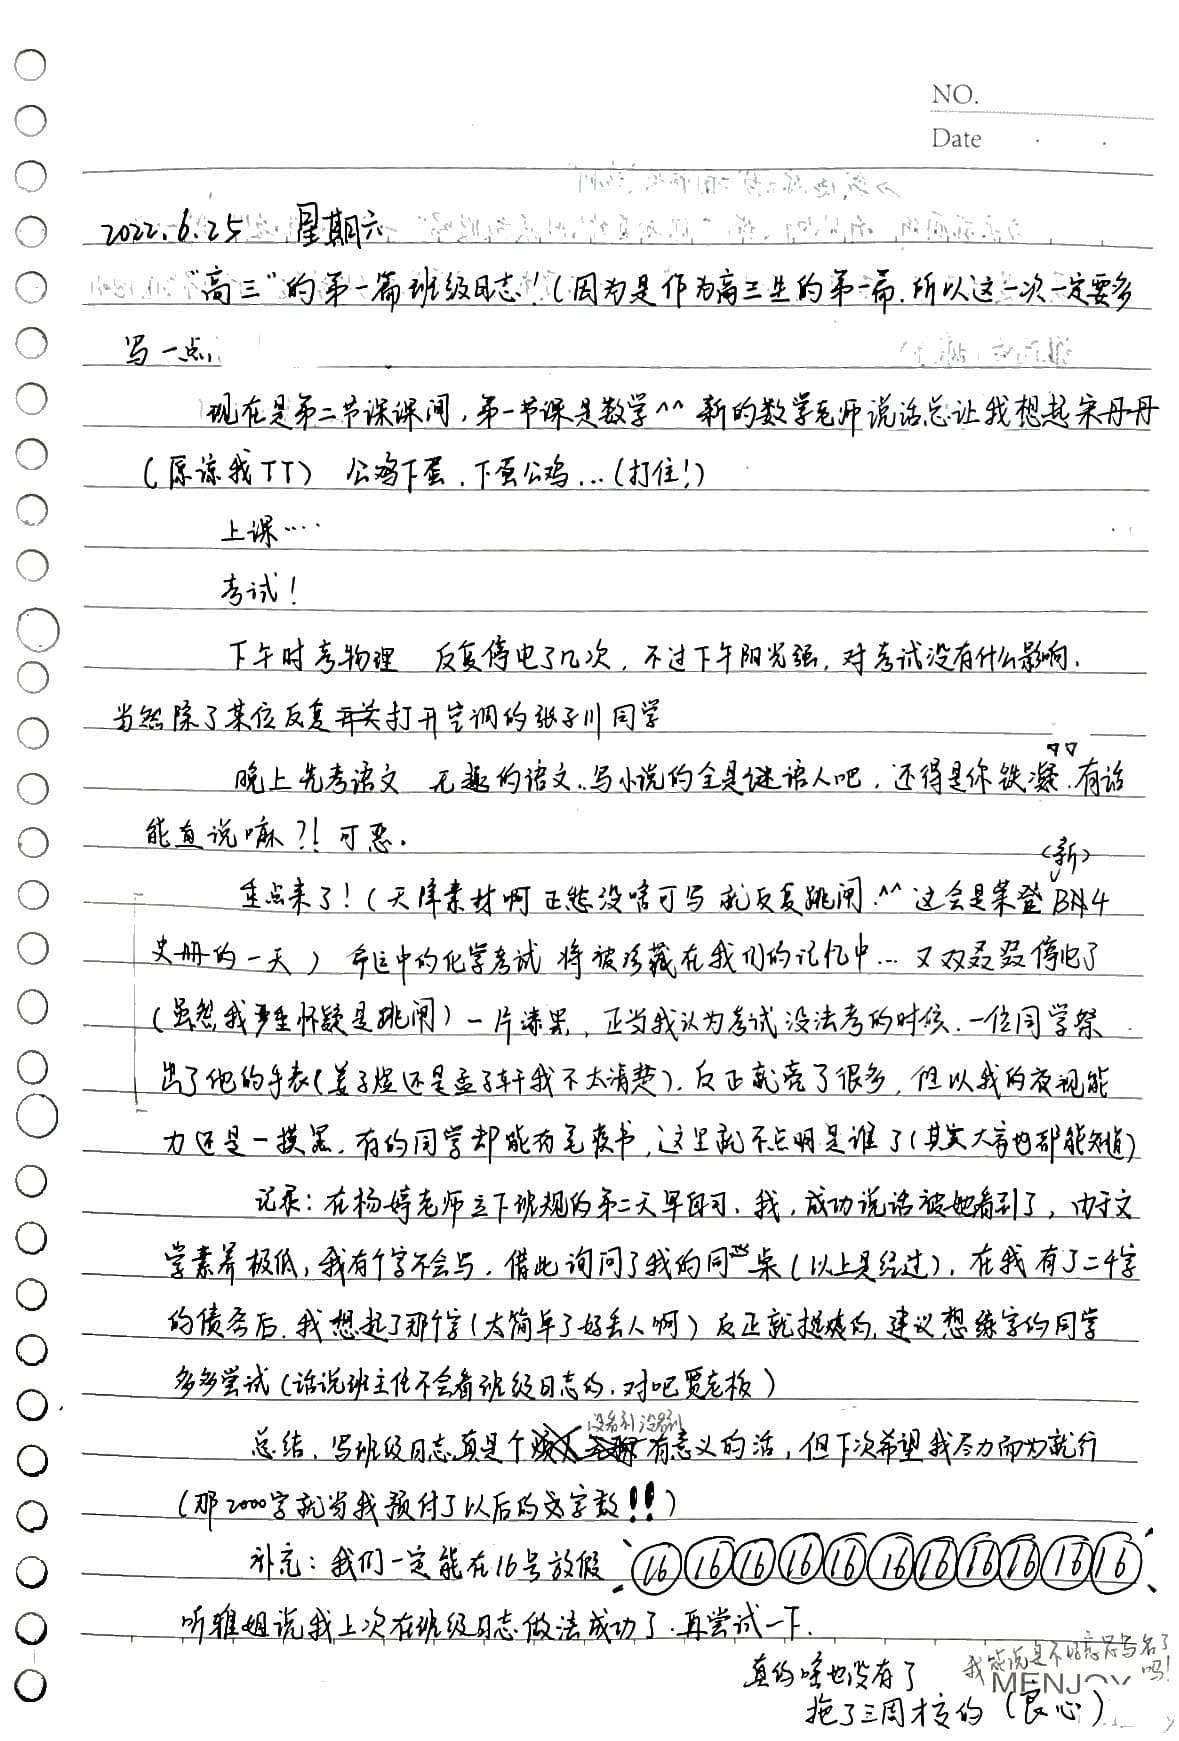 NO.
Date
2022.6.25 星期六
“高三”的第一篇班级日志！(因为是作为高三生的第一篇.所以这一次一定要多
写一点,
现在是第二节课课间,第一节课是数学^^ 新的数学老师说话总让我想起宋丹丹
(原谅我TT) 公鸡下蛋.下蛋公鸡...(打住!)
上课....
考试!
下午时考物理 反复停电了几次,不过下午阳光强,对考试没有什么影响.
当然除了某位反复打开空调的张子川同学
晚上先考语文 无趣的语文..写小说的全是谜语人吧,还得是你铁凝.有话
能直说嘛?!可恶.
(新)
重点来了!(天降素材啊 正愁没啥可写 就反复跳闸.^^ 这会是荣登BN4
史册的一天) 命运中的化学考试 将被珍藏在我们的记忆中...又双叒叕停电了
(虽然我严重怀疑是跳闸)一片漆黑,正当我认为考试没法考的时候.一位同学祭
出了他的手表(姜子煜还是孟子轩我不太清楚).反正就亮了很多,但以我的夜视能
力还是一摸黑.有的同学却能布毛疾书,这里就不点明是谁了(其实大家也都能知道)
记录:在杨婷老师立下班规的第二天早自习.我,成功说话被她看到了,由于文
学素养极低,我有个字不会写.借此询问了我的同桌(以上是经过).在我有了二千字
的债务后.我想起了那个字(太简单了好丢人啊)反正就挺爽的,建议想练字的同学
多多尝试(话说班主任不会看班级日志的.对吧贾老板)
没看到没看到
总结.写班级日志真是个有意义的活,但下次希望我尽力而为就行
(那2000字就当我预付了以后的字数!!)
补充:我们一定能在16号放假 16 16 16 16 16 16 16 16 16 16 16
听雅姐说我上次在班级日志做法成功了.再尝试一下.
真的啥也没有了
我能说是不好意思写名了吗!
MENJOY
拖了三周才交的(良心)